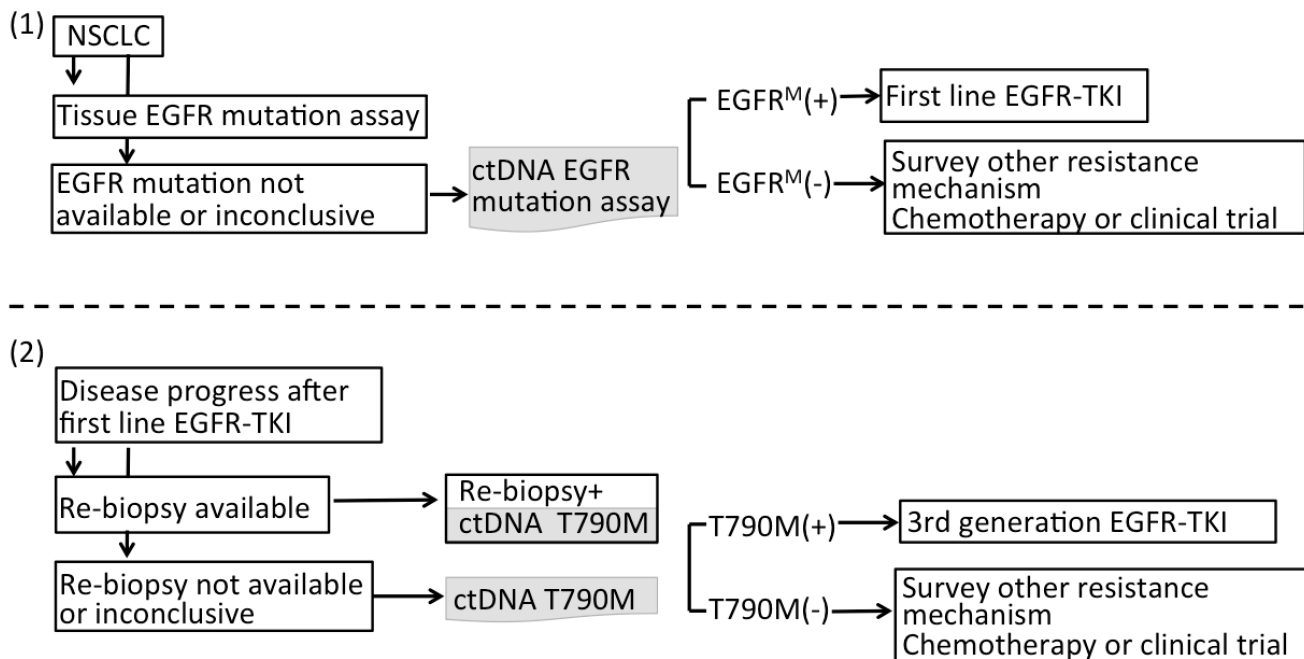 (1)
NSCLC
Tissue EGFR mutation assay
EGFR mutation not
available or inconclusive
ctDNA EGFR
mutation assay
EGFRᴹ(+)
First line EGFR-TKI
EGFRᴹ(-)
Survey other resistance
mechanism
Chemotherapy or clinical trial
(2)
Disease progress after
first line EGFR-TKI
Re-biopsy available
Re-biopsy+
ctDNA T790M
Re-biopsy not available
or inconclusive
ctDNA T790M
T790M(+)
3rd generation EGFR-TKI
T790M(-)
Survey other resistance
mechanism
Chemotherapy or clinical trial